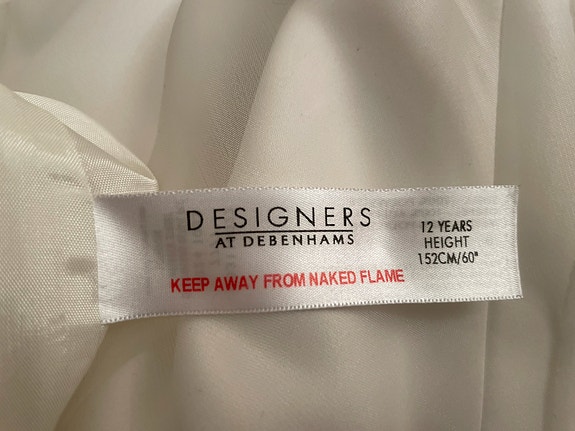 DESIGNERS
AT DEBENHAMS
KEEP AWAY FROM NAKED FLAME
12 YEARS
HEIGHT
152CM/60"